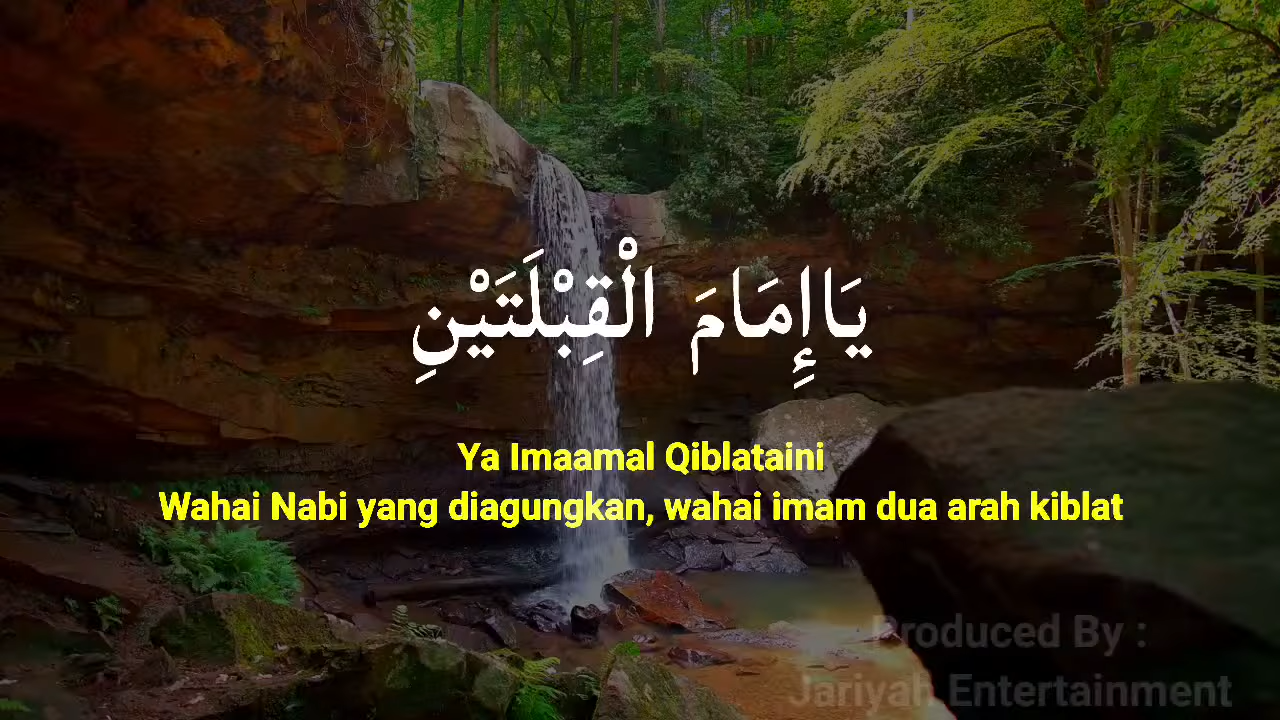 يَاإِمَامَ الْقِبْلَتَيْنِ
Ya Imaamal Qiblataini
Wahai Nabi yang diagungkan, wahai imam dua arah kiblat
Produced By :
Jariyah Entertainment